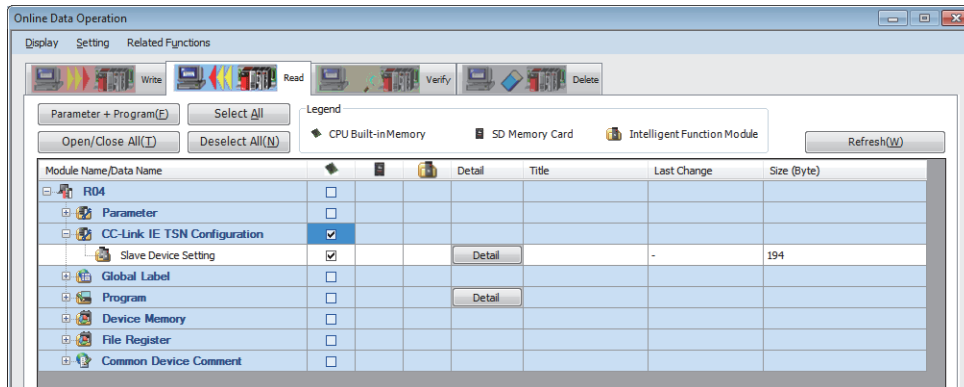 Online Data Operation
Display Setting Related Functions
Write Read Verify Delete
Parameter + Program(F) Select All Legend
CPU Built-in Memory SD Memory Card Intelligent Function Module
Open/Close All(T) Deselect All(N) Refresh(W)
Module Name/Data Name Detail Title Last Change Size (Byte)
R04
Parameter
CC-Link IE TSN Configuration
Slave Device Setting Detail - 194
Global Label
Program Detail
Device Memory
File Register
Common Device Comment